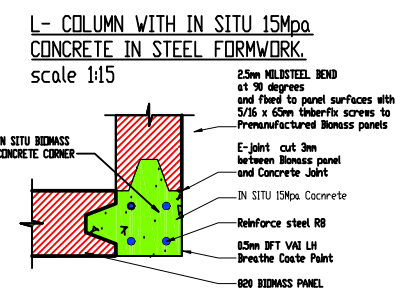 L- COLUMN WITH IN SITU 15Mpa
CONCRETE IN STEEL FORMWORK.
scale 1:15
2.5mm MILDSTEEL BEND
at 90 degrees
and fixed to panel surfaces with
5/16 x 65mm timberfix screws to
Premanufactured Biomass panels
IN SITU BIOMASS
CONCRETE CORNER
E-joint cut 3mm
between Biomass panel
and Concrete Joint
IN SITU 15Mpa Cocnrete
Reinforce steel R8
0.5mm DFT VAI LH
Breathe Coate Paint
820 BIOMASS PANEL